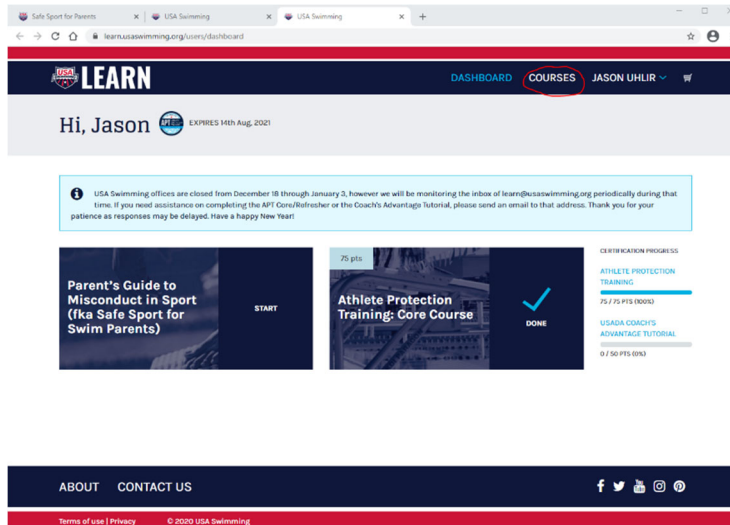 Safe Sport for Parents
USA Swimming
USA Swimming
learn.usaswimming.org/users/dashboard
USA LEARN
DASHBOARD COURSES JASON UHLIR
Hi, Jason APT EXPIRES 14th Aug, 2021
USA Swimming offices are closed from December 18 through January 3, however we will be monitoring the inbox of learn@usaswimming.org periodically during that
time. If you need assistance on completing the APT Core/Refresher or the Coach's Advantage Tutorial, please send an email to that address. Thank you for your
patience as responses may be delayed. Have a happy New Year!
Parent's Guide to
Misconduct in Sport
(fka Safe Sport for
Swim Parents)
START
75 pts
Athlete Protection
Training: Core Course
DONE
CERTIFICATION PROGRESS
ATHLETE PROTECTION
TRAINING
75 / 75 PTS (100%)
USADA COACH'S
ADVANTAGE TUTORIAL
0 / 50 PTS (0%)
ABOUT CONTACT US
Terms of use | Privacy © 2020 USA Swimming